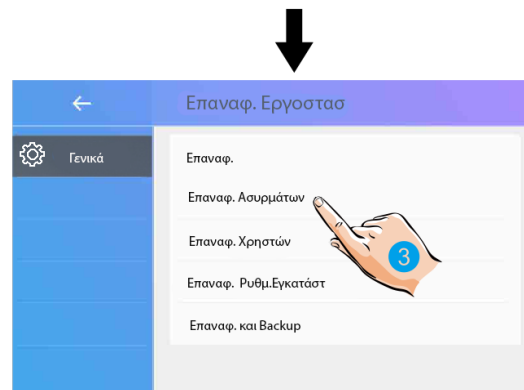 Επαναφ. Εργοστασ
Γενικά
Επαναφ.
Επαναφ. Ασυρμάτων
Επαναφ. Χρηστών
3
Επαναφ. Ρυθμ.Εγκατάστ
Επαναφ. και Backup